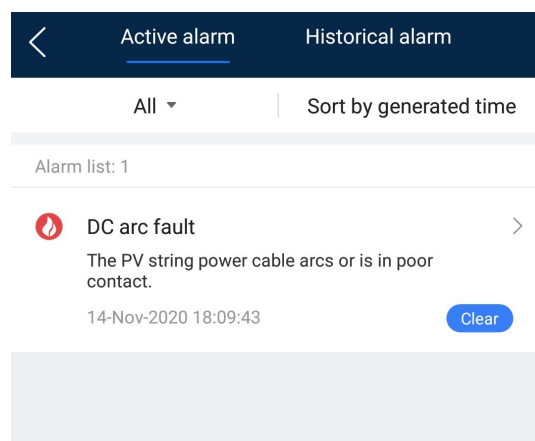 Active alarm Historical alarm
All Sort by generated time
Alarm list: 1
DC arc fault
The PV string power cable arcs or is in poor
contact.
14-Nov-2020 18:09:43 Clear